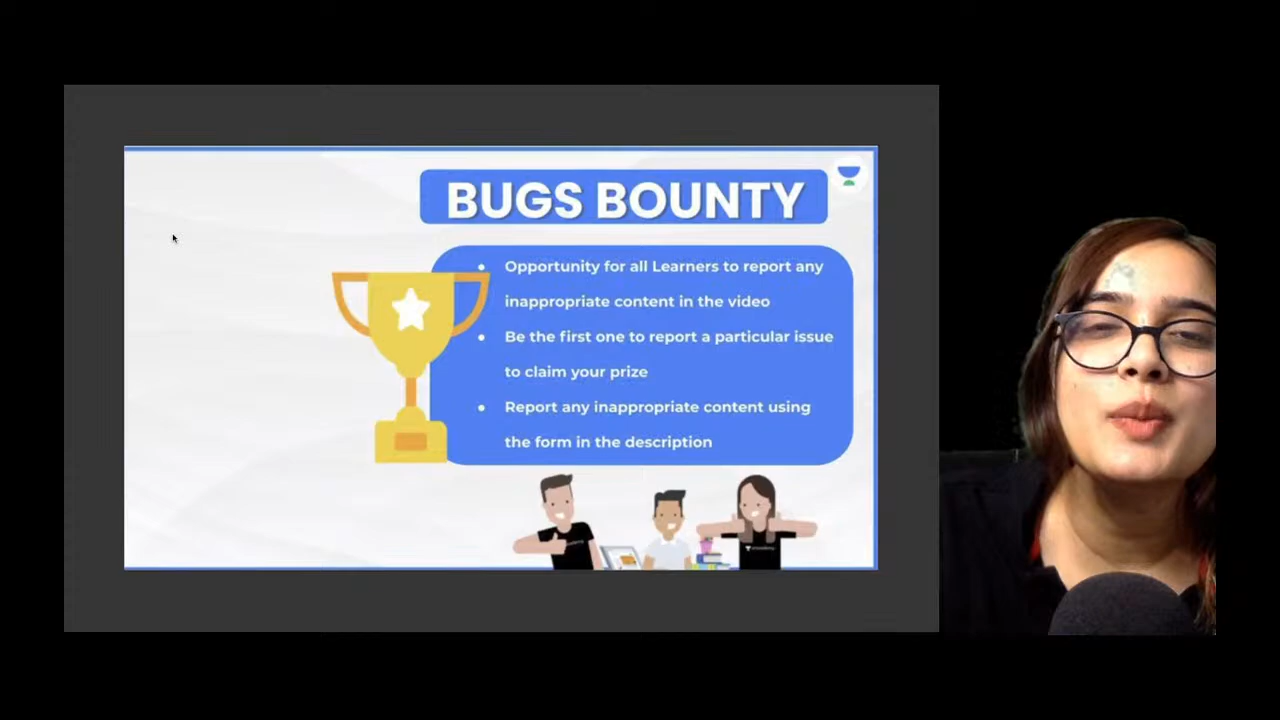 BUGS BOUNTY
• Opportunity for all Learners to report any
inappropriate content in the video
• Be the first one to report a particular issue
to claim your prize
• Report any inappropriate content using
the form in the description